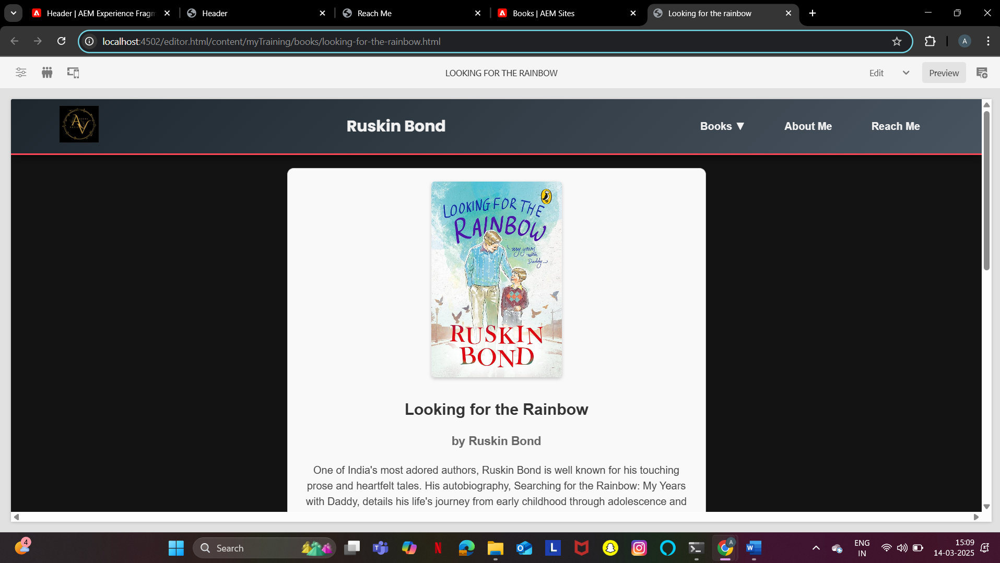 Header | AEM Experience Fragm
Header
Reach Me
Books | AEM Sites
Looking for the rainbow
localhost:4502/editor.html/content/myTraining/books/looking-for-the-rainbow.html
A
LOOKING FOR THE RAINBOW
Edit
Preview
AV
Ruskin Bond
Books ▼
About Me
Reach Me
LOOKING FOR THE
RAINBOW
my years
with
Daddy
RUSKIN
BOND
Looking for the Rainbow
by Ruskin Bond
One of India's most adored authors, Ruskin Bond is well known for his touching
prose and heartfelt tales. His autobiography, Searching for the Rainbow: My Years
with Daddy, details his life's journey from early childhood through adolescence and
4
Search
ENG
IN
15:09
14-03-2025